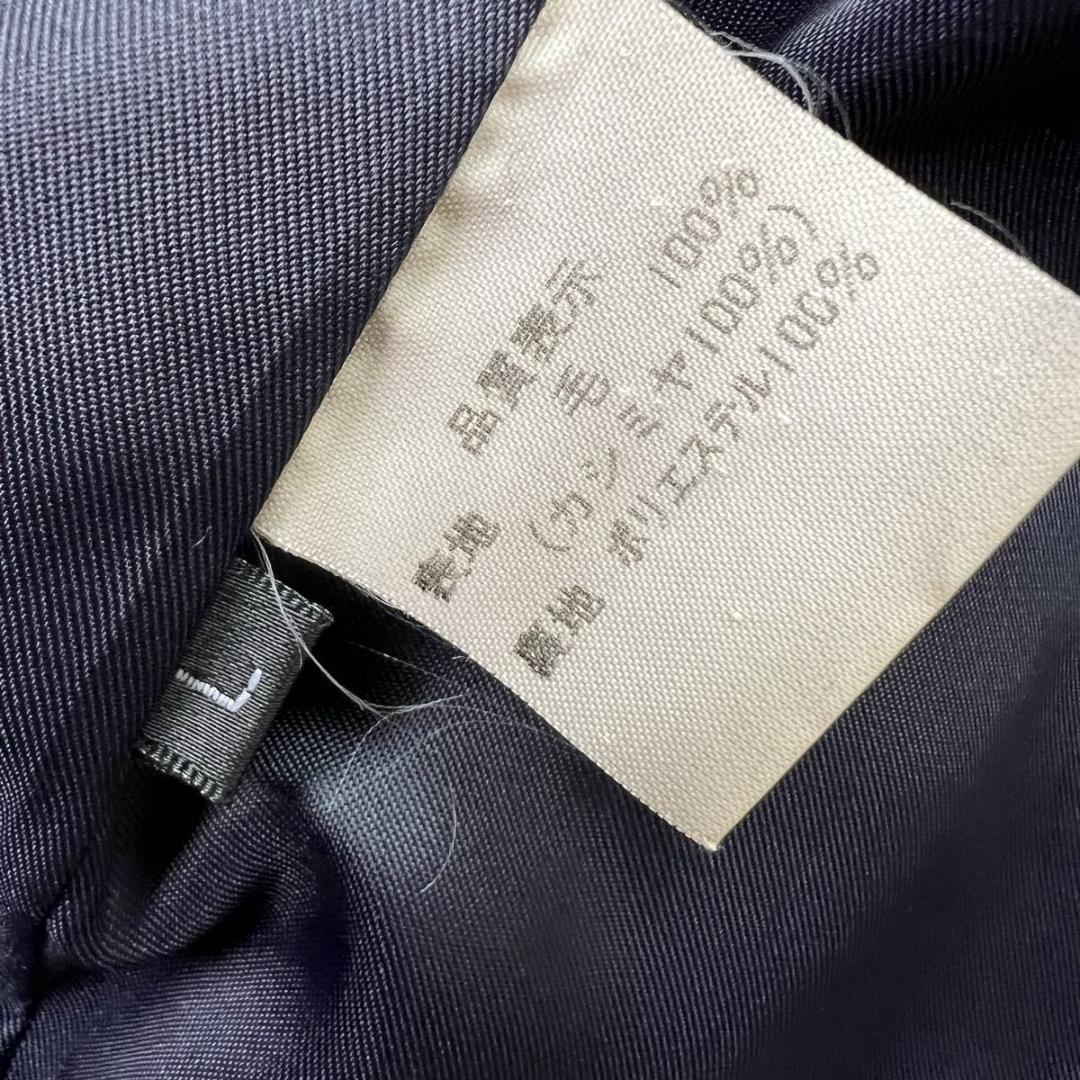 品質表示
表地 毛 100%
(カシミヤ100%)
裏地 ポリエステル100%
L